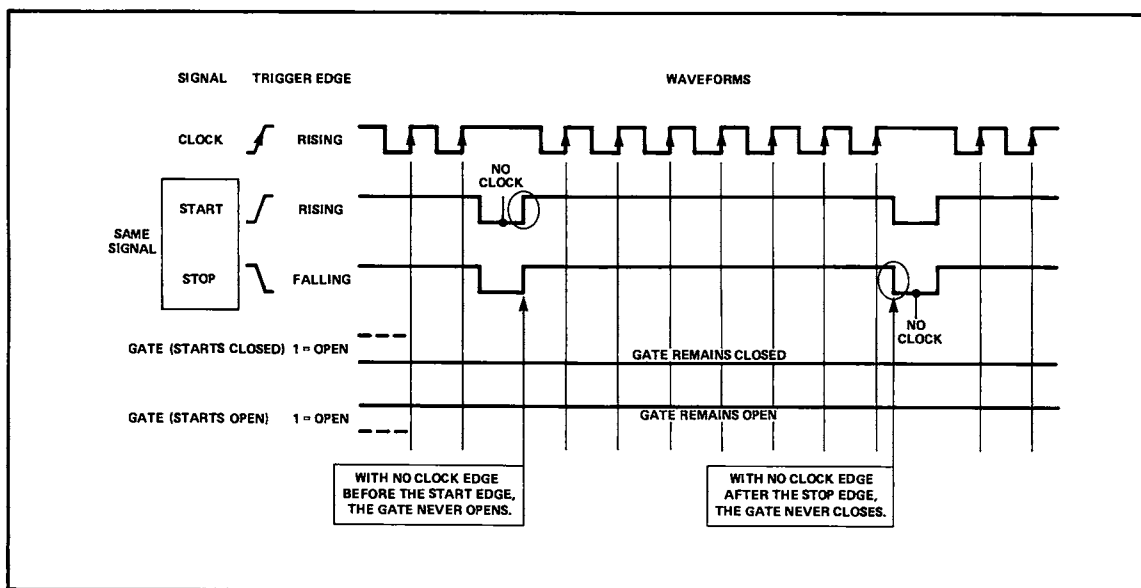 SIGNAL TRIGGER EDGE WAVEFORMS
CLOCK RISING
NO
CLOCK
START RISING
SAME
SIGNAL
STOP FALLING
NO
CLOCK
GATE (STARTS CLOSED) 1 = OPEN GATE REMAINS CLOSED
GATE (STARTS OPEN) 1 = OPEN GATE REMAINS OPEN
WITH NO CLOCK EDGE
BEFORE THE START EDGE,
THE GATE NEVER OPENS.
WITH NO CLOCK EDGE
AFTER THE STOP EDGE,
THE GATE NEVER CLOSES.